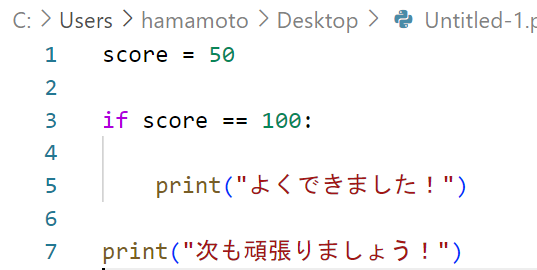 C: > Users > hamamoto > Desktop > Untitled-1.p
1 score = 50
2
3 if score == 100:
4
5     print("よくできました！")
6
7 print("次も頑張りましょう！")